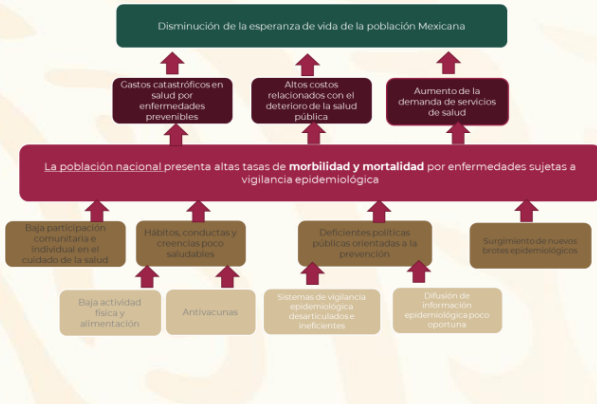 Disminución de la esperanza de vida de la población Mexicana
Gastos catastróficos en
salud por
enfermedades
prevenibles
Altos costos
relacionados con el
deterioro de la salud
pública
Aumento de la
demanda de servicios
de salud
La población nacional presenta altas tasas de morbilidad y mortalidad por enfermedades sujetas a
vigilancia epidemiológica
Baja participación
comunitaria e
individual en el
cuidado de la salud
Hábitos, conductas y
creencias poco
saludables
Deficientes políticas
públicas orientadas a la
prevención
Surgimiento de nuevos
brotes epidemiológicos
Baja actividad
física y
alimentación
Antivacunas
Sistemas de vigilancia
epidemiológica
desarticulados e
ineficientes
Difusión de
información
epidemiológica poco
oportuna